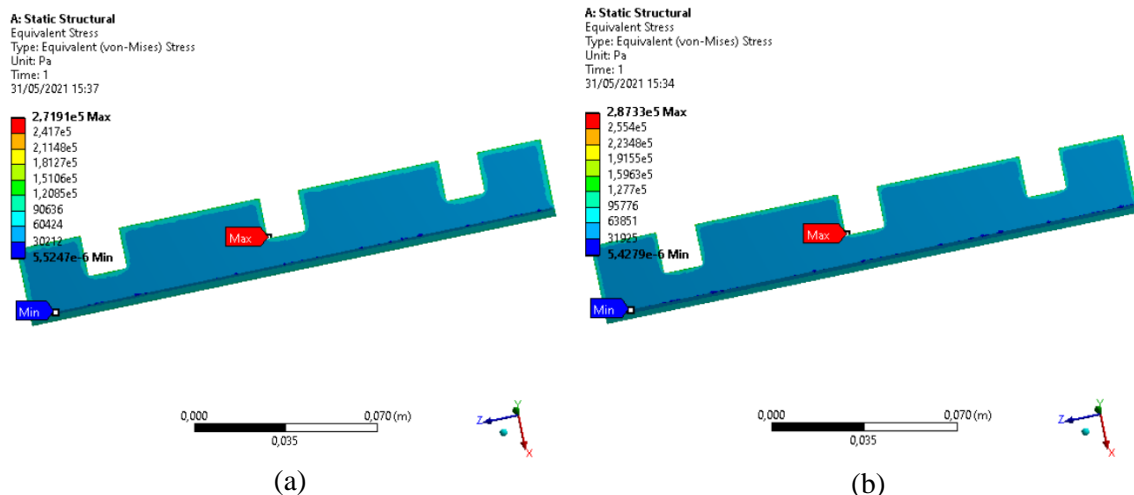 A: Static Structural
Equivalent Stress
Type: Equivalent (von-Mises) Stress
Unit: Pa
Time: 1
31/05/2021 15:37
2,7191e5 Max
2,417e5
2,1148e5
1,8127e5
1,5106e5
1,2085e5
90636
60424
30212
5,5247e-6 Min
Max
Min
0,000
0,070 (m)
0,035
Z
Y
X
(a)
A: Static Structural
Equivalent Stress
Type: Equivalent (von-Mises) Stress
Unit: Pa
Time: 1
31/05/2021 15:34
2,8733e5 Max
2,554e5
2,2348e5
1,9155e5
1,5963e5
1,277e5
95776
63851
31925
5,4279e-6 Min
Max
Min
0,000
0,070 (m)
0,035
Z
Y
X
(b)